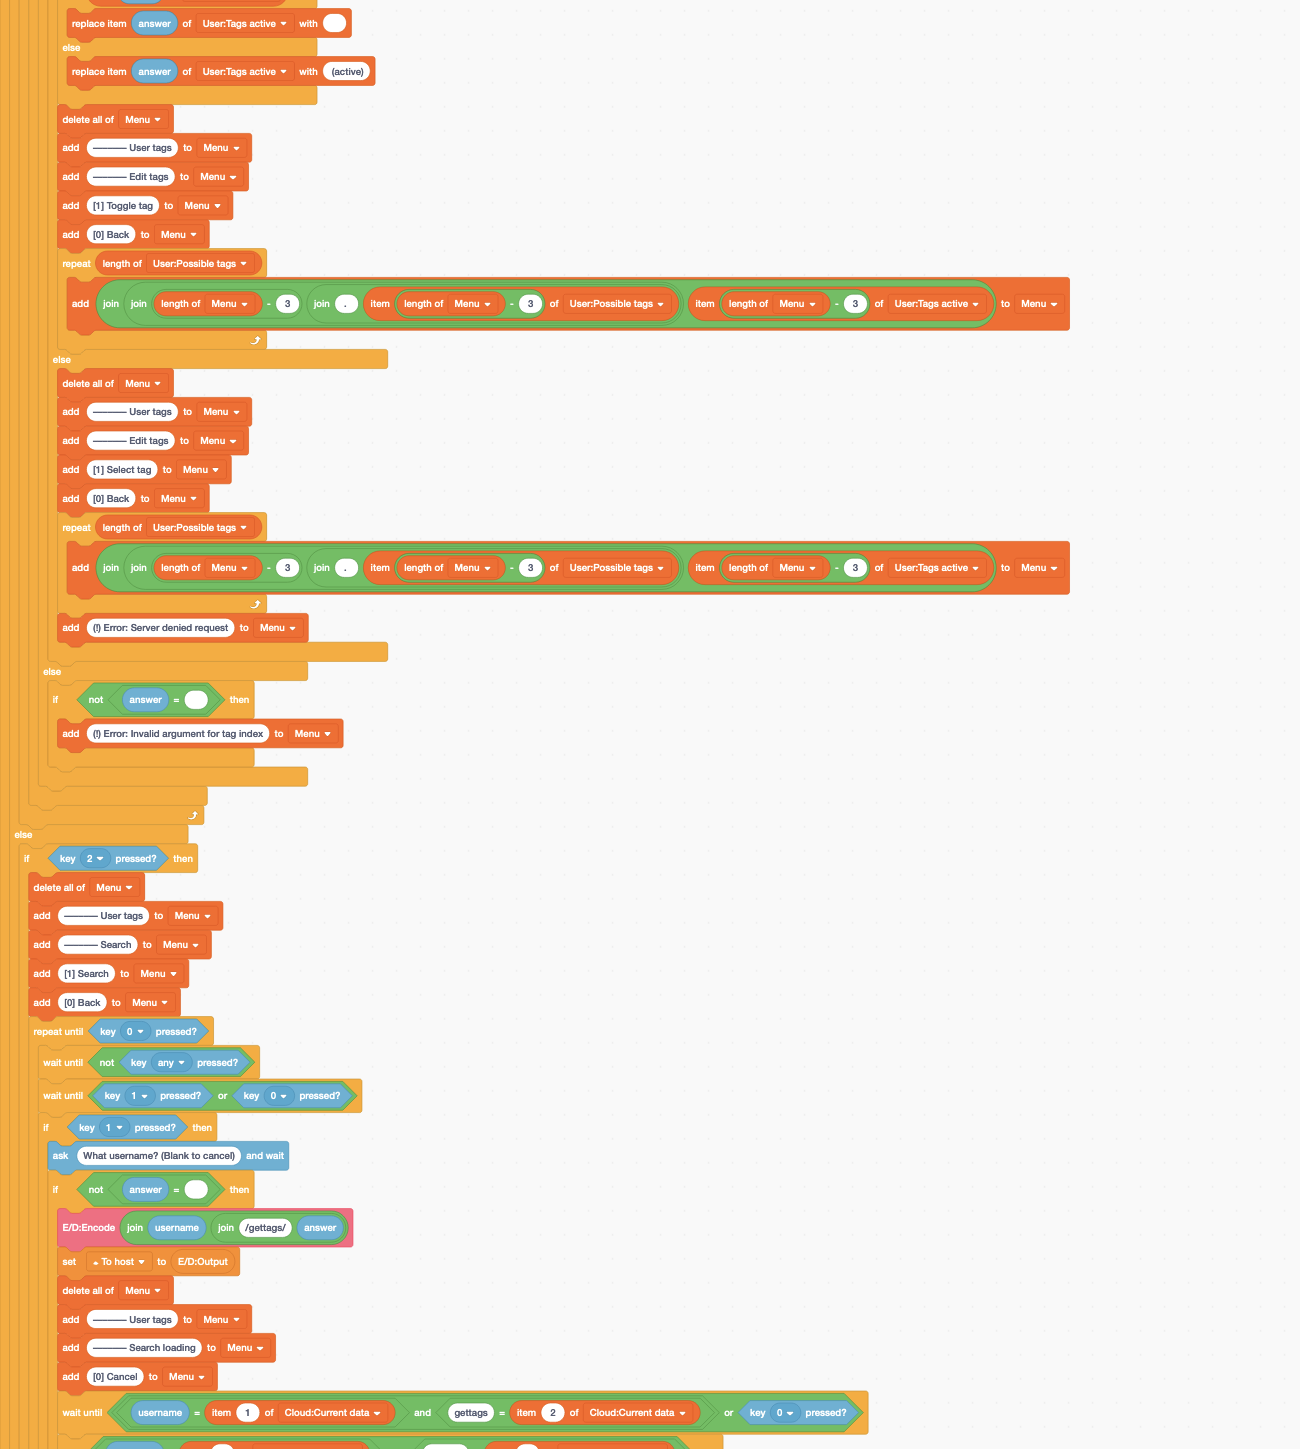 replace item answer of User:Tags active with
else
replace item answer of User:Tags active with (active)
delete all of Menu
add ——— User tags to Menu
add ——— Edit tags to Menu
add [1] Toggle tag to Menu
add [0] Back to Menu
repeat length of User:Possible tags
add join join length of Menu - 3 join . item length of Menu - 3 of User:Possible tags item length of Menu - 3 of User:Tags active to Menu
else
delete all of Menu
add ——— User tags to Menu
add ——— Edit tags to Menu
add [1] Select tag to Menu
add [0] Back to Menu
repeat length of User:Possible tags
add join join length of Menu - 3 join . item length of Menu - 3 of User:Possible tags item length of Menu - 3 of User:Tags active to Menu
add (!) Error: Server denied request to Menu
else
if not answer = then
add (!) Error: Invalid argument for tag index to Menu
else
if key 2 pressed? then
delete all of Menu
add ——— User tags to Menu
add ——— Search to Menu
add [1] Search to Menu
add [0] Back to Menu
repeat until key 0 pressed?
wait until not key any pressed?
wait until key 1 pressed? or key 0 pressed?
if key 1 pressed? then
ask What username? (Blank to cancel) and wait
if not answer = then
E/D:Encode join username join /gettags/ answer
set To host to E/D:Output
delete all of Menu
add ——— User tags to Menu
add ——— Search loading to Menu
add [0] Cancel to Menu
wait until username = item 1 of Cloud:Current data and gettags = item 2 of Cloud:Current data or key 0 pressed?